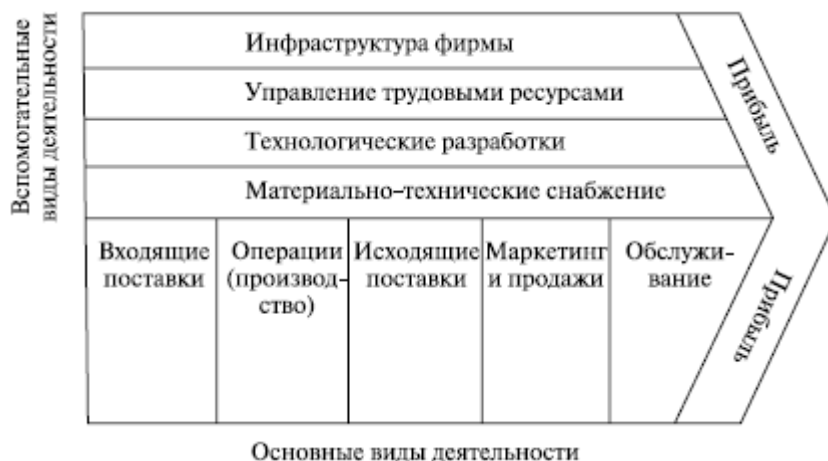 Вспомогательные
виды деятельности
Инфраструктура фирмы
Управление трудовыми ресурсами
Технологические разработки
Материально-технические снабжение
Прибыль
Входящие
поставки
Операции
(производ-
ство)
Исходящие
поставки
Маркетинг
и продажи
Обслужи-
вание
Прибыль
Основные виды деятельности